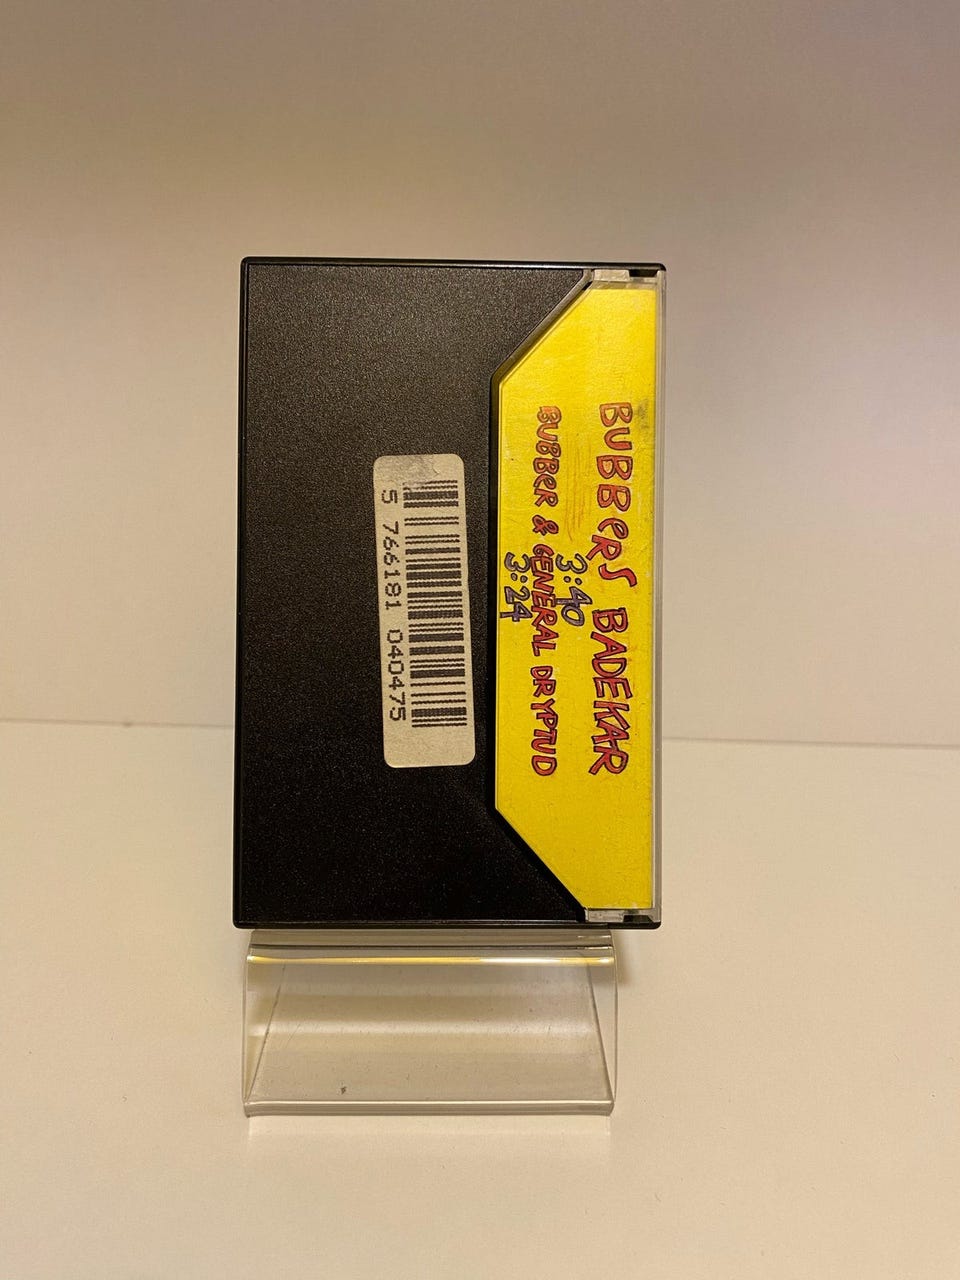 BUBBERS BADEKAR
3:40
BUBBER & GENERAL DRYPTUD
3:24
5 766181 040475